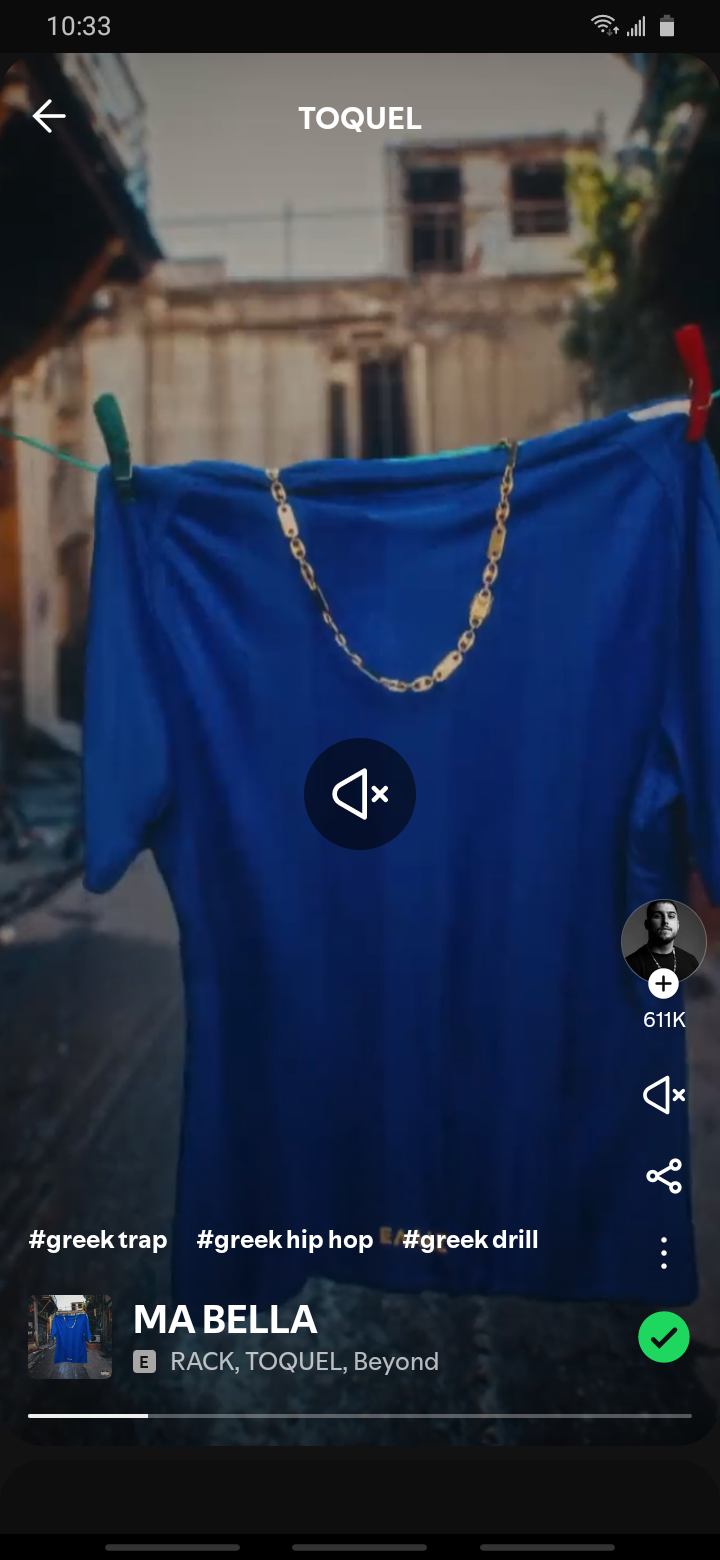 10:33
TOQUEL
611K
#greek trap #greek hip hop #greek drill
MA BELLA
E RACK, TOQUEL, Beyond